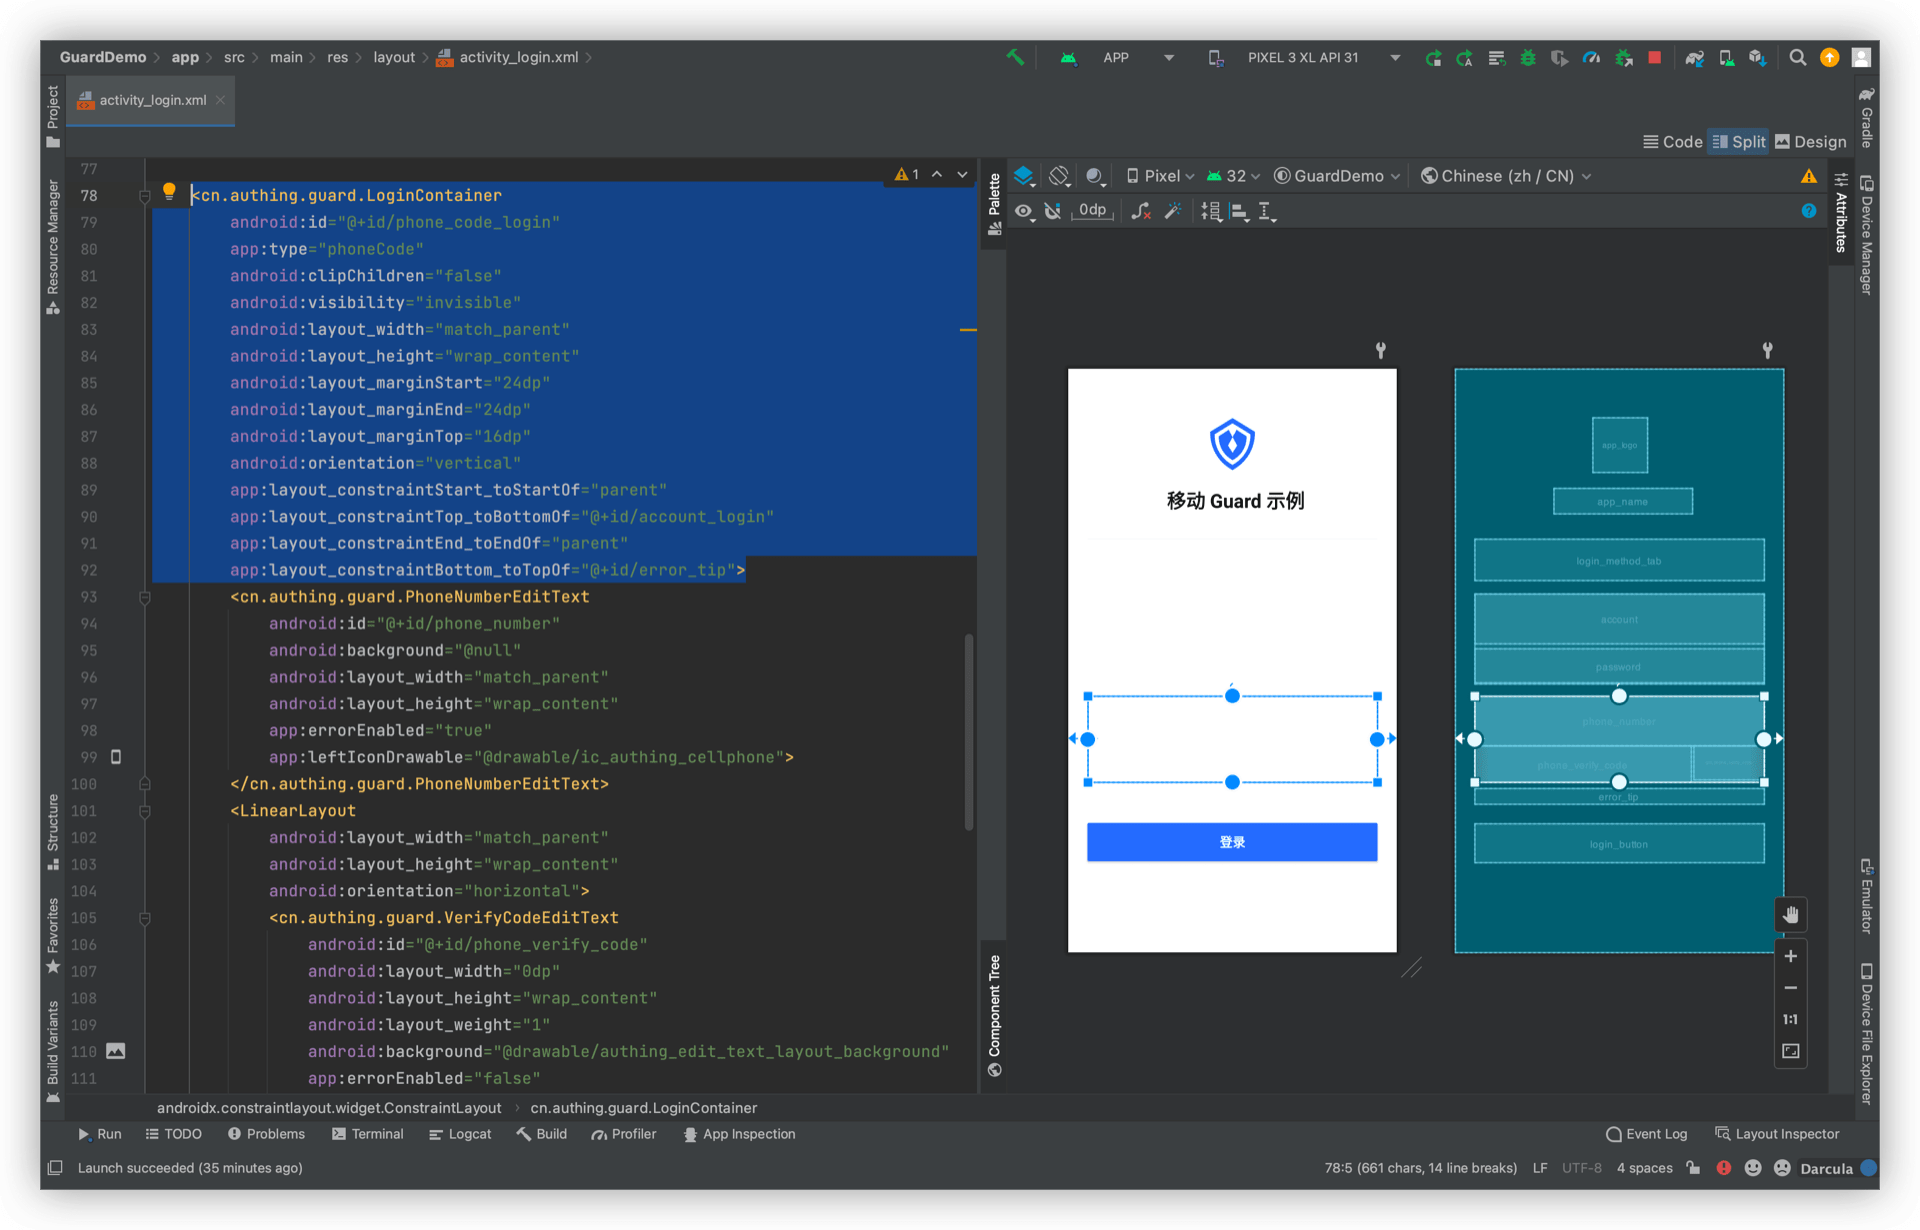 GuardDemo app src main res layout activity_login.xml
APP PIXEL 3 XL API 31
activity_login.xml
Code Split Design
Project
Resource Manager
Structure
Favorites
Build Variants
77
78 <cn.authing.guard.LoginContainer
79 android:id="@+id/phone_code_login"
80 app:type="phoneCode"
81 android:clipChildren="false"
82 android:visibility="invisible"
83 android:layout_width="match_parent"
84 android:layout_height="wrap_content"
85 android:layout_marginStart="24dp"
86 android:layout_marginEnd="24dp"
87 android:layout_marginTop="16dp"
88 android:orientation="vertical"
89 app:layout_constraintStart_toStartOf="parent"
90 app:layout_constraintTop_toBottomOf="@+id/account_login"
91 app:layout_constraintEnd_toEndOf="parent"
92 app:layout_constraintBottom_toTopOf="@+id/error_tip">
93 <cn.authing.guard.PhoneNumberEditText
94 android:id="@+id/phone_number"
95 android:background="@null"
96 android:layout_width="match_parent"
97 android:layout_height="wrap_content"
98 app:errorEnabled="true"
99 app:leftIconDrawable="@drawable/ic_authing_cellphone">
100 </cn.authing.guard.PhoneNumberEditText>
101 <LinearLayout
102 android:layout_width="match_parent"
103 android:layout_height="wrap_content"
104 android:orientation="horizontal">
105 <cn.authing.guard.VerifyCodeEditText
106 android:id="@+id/phone_verify_code"
107 android:layout_width="0dp"
108 android:layout_height="wrap_content"
109 android:layout_weight="1"
110 android:background="@drawable/authing_edit_text_layout_background"
111 app:errorEnabled="false"
1
Palette
Component Tree
Pixel 32 GuardDemo Chinese (zh / CN)
0dp
移动 Guard 示例
登录
app_logo
app_name
login_method_tab
account
password
phone_number
phone_verify_code
error_tip
login_button
1:1
Attributes
Gradle
Device Manager
Emulator
Device File Explorer
androidx.constraintlayout.widget.ConstraintLayout cn.authing.guard.LoginContainer
Run TODO Problems Terminal Logcat Build Profiler App Inspection Event Log Layout Inspector
Launch succeeded (35 minutes ago) 78:5 (661 chars, 14 line breaks) LF UTF-8 4 spaces Darcula